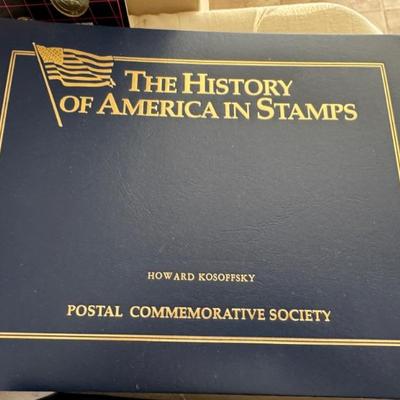 THE HISTORY
OF AMERICA IN STAMPS
HOWARD KOSOFFSKY
POSTAL COMMEMORATIVE SOCIETY